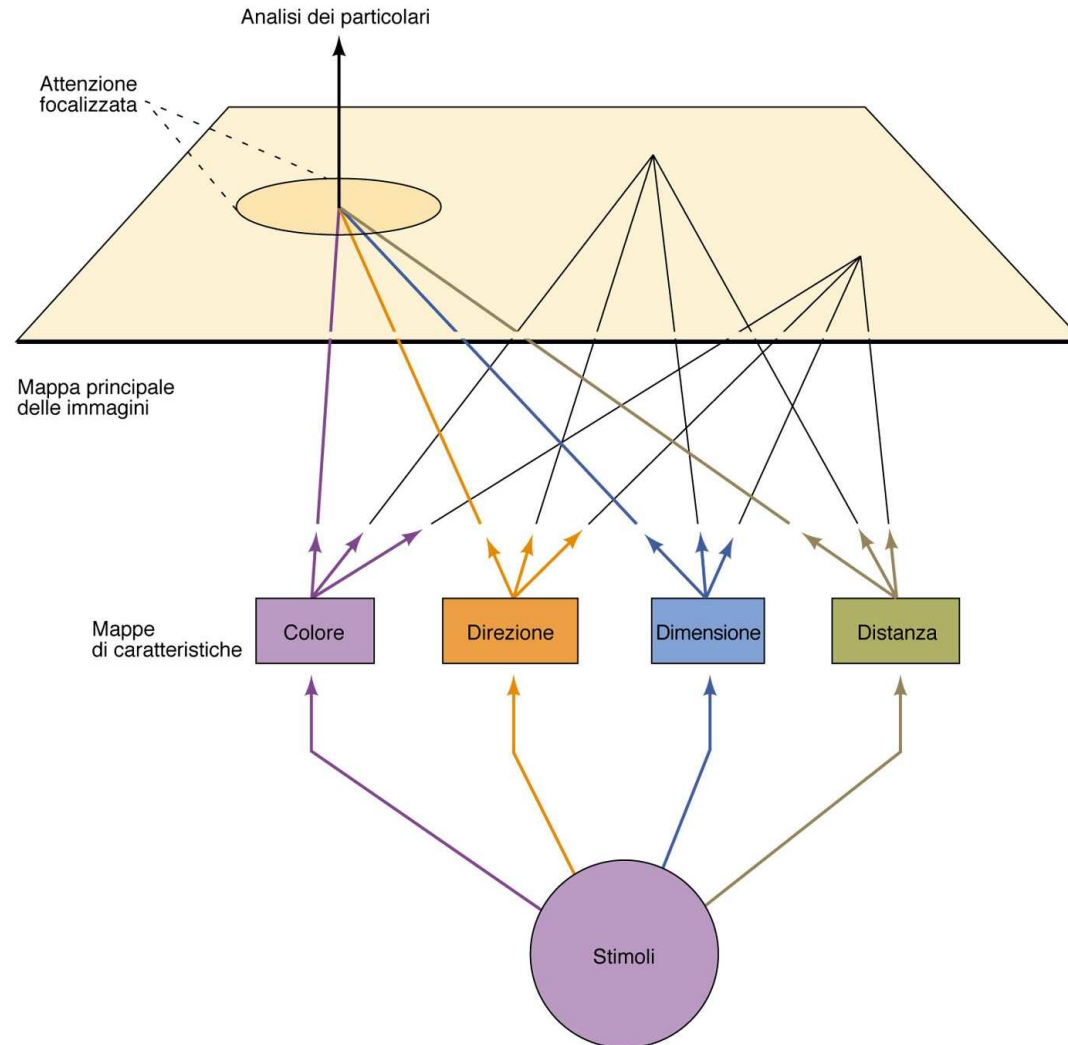 Analisi dei particolari
Attenzione
focalizzata
Mappa principale
delle immagini
Mappe
di caratteristiche
Colore
Direzione
Dimensione
Distanza
Stimoli